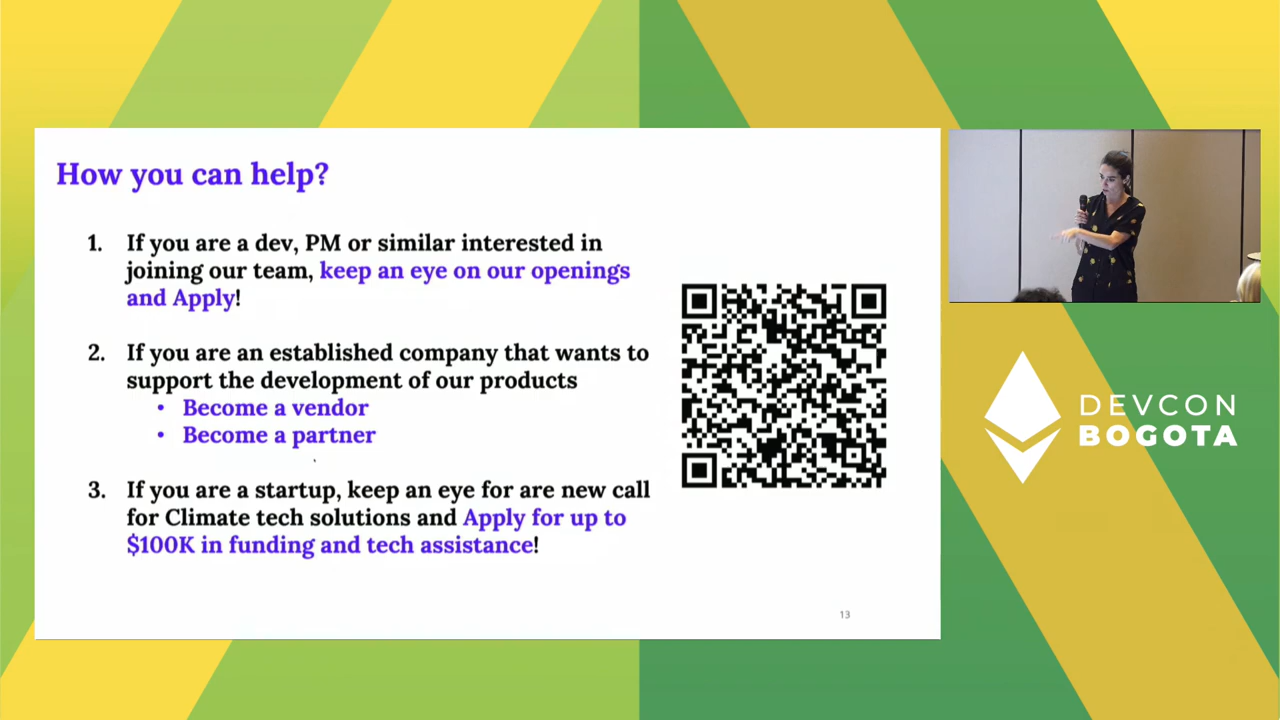 How you can help?
1. If you are a dev, PM or similar interested in
joining our team, keep an eye on our openings
and Apply!
2. If you are an established company that wants to
support the development of our products
• Become a vendor
• Become a partner
3. If you are a startup, keep an eye for are new call
for Climate tech solutions and Apply for up to
$100K in funding and tech assistance!
13
DEVCON
BOGOTA